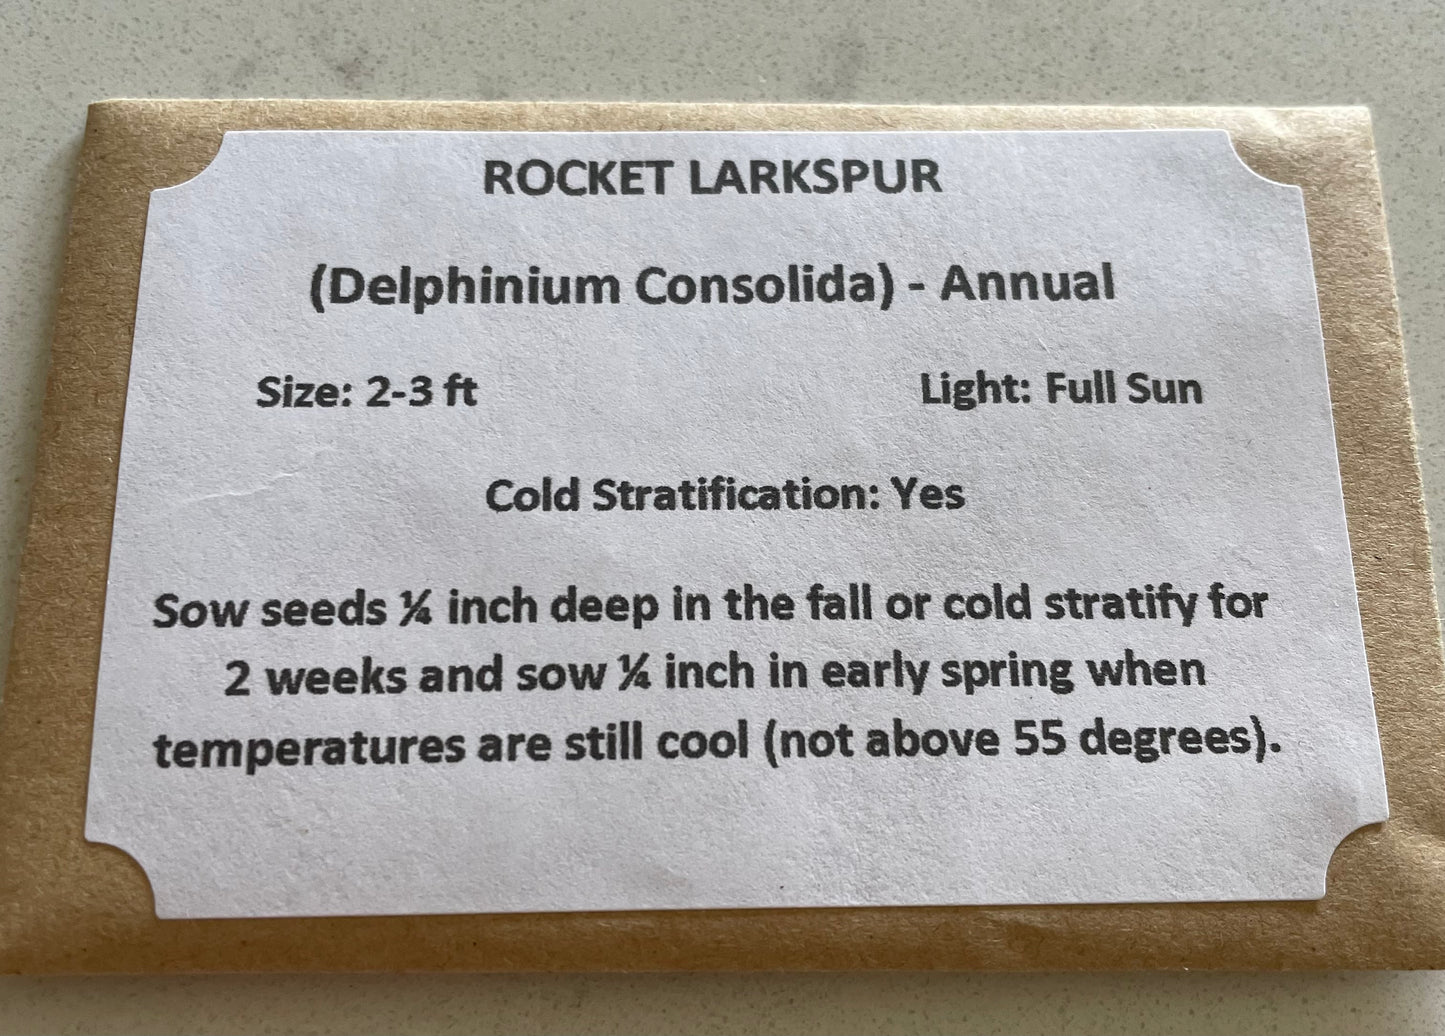 ROCKET LARKSPUR
(Delphinium Consolida) - Annual
Size: 2-3 ft Light: Full Sun
Cold Stratification: Yes
Sow seeds ¼ inch deep in the fall or cold stratify for
2 weeks and sow ¼ inch in early spring when
temperatures are still cool (not above 55 degrees).